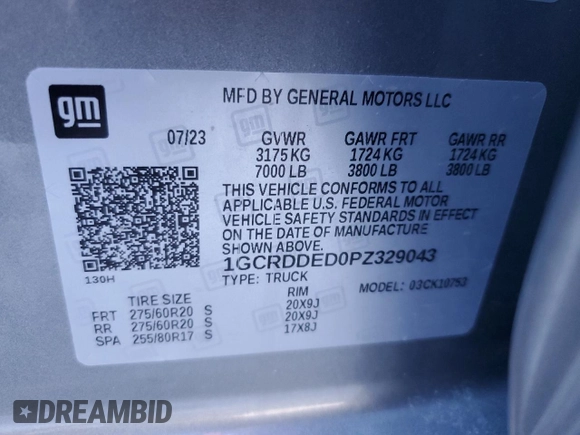 gm
MFD BY GENERAL MOTORS LLC
07/23 GVWR GAWR FRT GAWR RR
3175 KG 1724 KG 1724 KG
7000 LB 3800 LB 3800 LB
THIS VEHICLE CONFORMS TO ALL
APPLICABLE U.S. FEDERAL MOTOR
VEHICLE SAFETY STANDARDS IN EFFECT
ON THE DATE OF MANUFACTURE
SHOWN ABOVE.
1GCRDDED0PZ329043
TYPE: TRUCK MODEL: 03CK10753
130H
TIRE SIZE RIM
FRT 275/60R20 S 20X9J
RR 275/60R20 S 20X9J
SPA 255/80R17 S 17X8J
DREAMBID